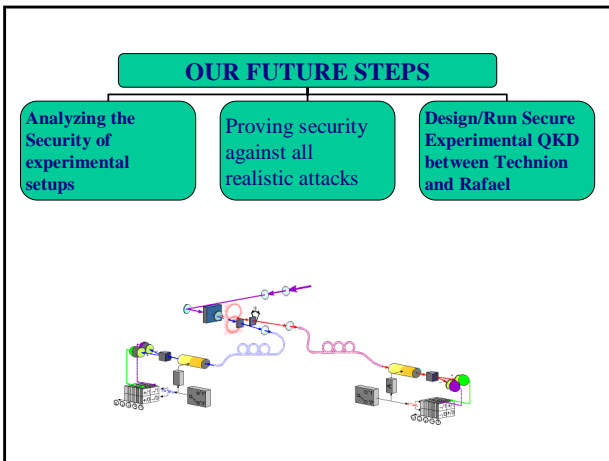 OUR FUTURE STEPS
Analyzing the
Security of
experimental
setups
Proving security
against all
realistic attacks
Design/Run Secure
Experimental QKD
between Technion
and Rafael